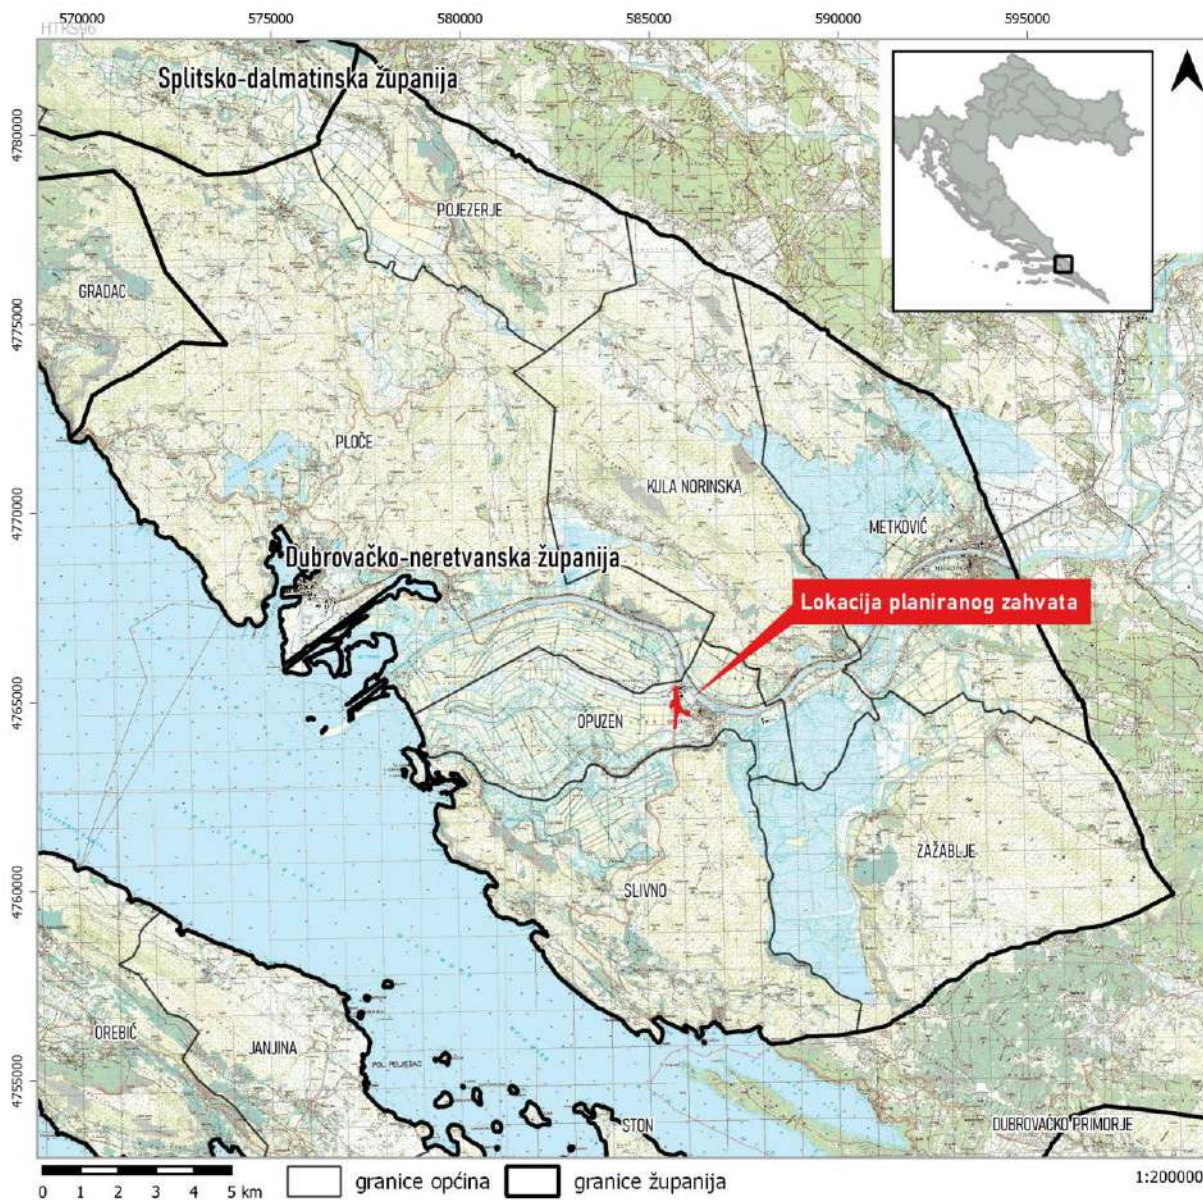 570000
575000
580000
585000
590000
595000
HTRS96
Splitsko-dalmatinska županija
4780000
POJEZERJE
GRADAC
4775000
PLOČE
KULA NORINSKA
4770000
METKOVIĆ
Dubrovačko-neretvanska županija
Lokacija planiranog zahvata
4765000
OPUZEN
ZAŽABLJE
4760000
SLIVNO
OREBIĆ
JANJINA
4755000
STON
DUBROVAČKO PRIMORJE
0 1 2 3 4 5 km
granice općina
granice županija
1:200000